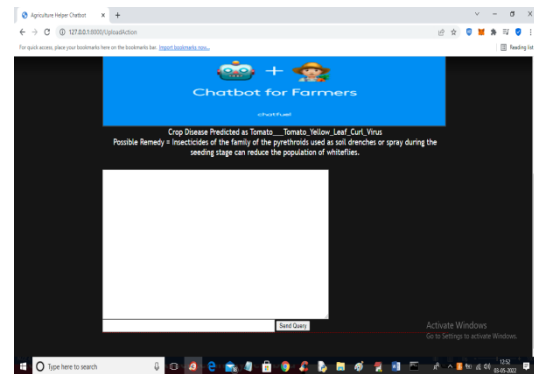 Agriculture Helper Chatbot
127.0.0.1:8000/UploadAction
For quick access, place your bookmarks here on the bookmarks bar. Import bookmarks now...
Reading list
Chatbot for Farmers
chatfuel
Crop Disease Predicted as Tomato___Tomato_Yellow_Leaf_Curl_Virus
Possible Remedy = Insecticides of the family of the pyrethroids used as soil drenches or spray during the
seeding stage can reduce the population of whiteflies.
Send Query
Activate Windows
Go to Settings to activate Windows.
Type here to search
12:52
05-05-2022